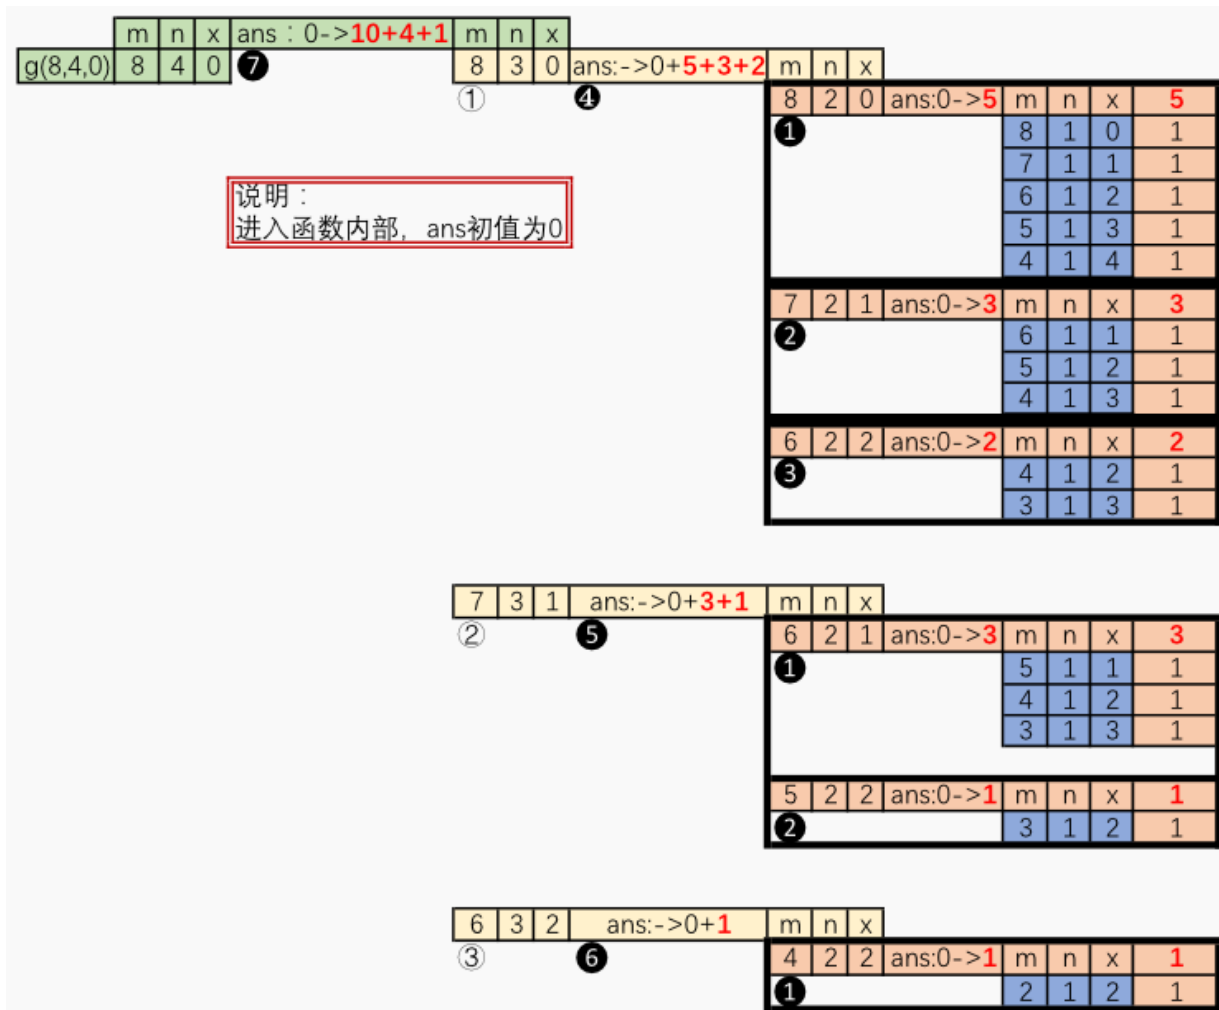 m n x ans：0->10+4+1 m n x
g(8,4,0) 8 4 0 ❼ 8 3 0 ans:->0+5+3+2 m n x
① ❹ 8 2 0 ans:0->5 m n x 5
❶ 8 1 0 1
7 1 1 1
说明：
6 1 2 1
进入函数内部，ans初值为0
5 1 3 1
4 1 4 1
7 2 1 ans:0->3 m n x 3
❷ 6 1 1 1
5 1 2 1
4 1 3 1
6 2 2 ans:0->2 m n x 2
❸ 4 1 2 1
3 1 3 1
7 3 1 ans:->0+3+1 m n x
② ❺ 6 2 1 ans:0->3 m n x 3
❶ 5 1 1 1
4 1 2 1
3 1 3 1
5 2 2 ans:0->1 m n x 1
❷ 3 1 2 1
6 3 2 ans:->0+1 m n x
③ ❻ 4 2 2 ans:0->1 m n x 1
❶ 2 1 2 1